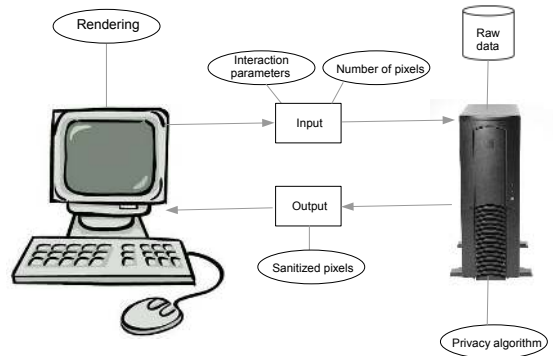 Rendering
Raw
data
Interaction
parameters
Number of pixels
Input
Output
Sanitized pixels
Privacy algorithm